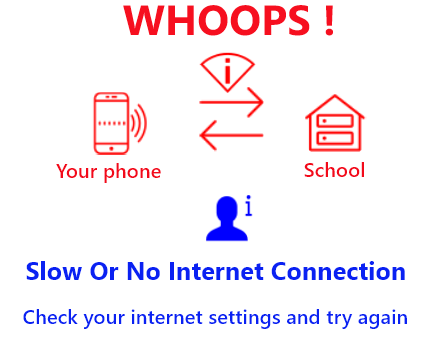 WHOOPS !
i
Your phone
School
i
Slow Or No Internet Connection
Check your internet settings and try again